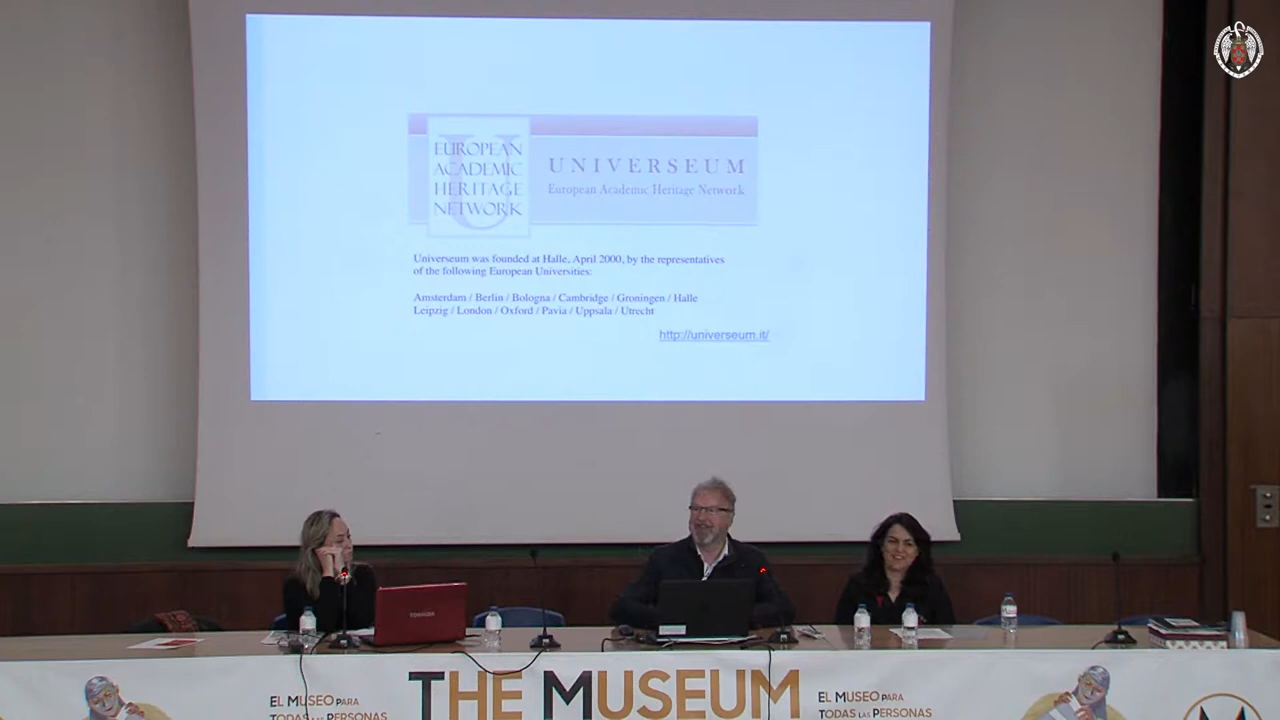 EUROPEAN
ACADEMIC
HERITAGE
NETWORK
UNIVERSEUM
European Academic Heritage Network
Universeum was founded at Halle, April 2000, by the representatives
of the following European Universities:
Amsterdam / Berlin / Bologna / Cambridge / Groningen / Halle
Leipzig / London / Oxford / Pavia / Uppsala / Utrecht
http://universeum.it/
TOSHIBA
EL MUSEO PARA
TODAS LAS PERSONAS
THE MUSEUM
EL MUSEO PARA
TODAS LAS PERSONAS